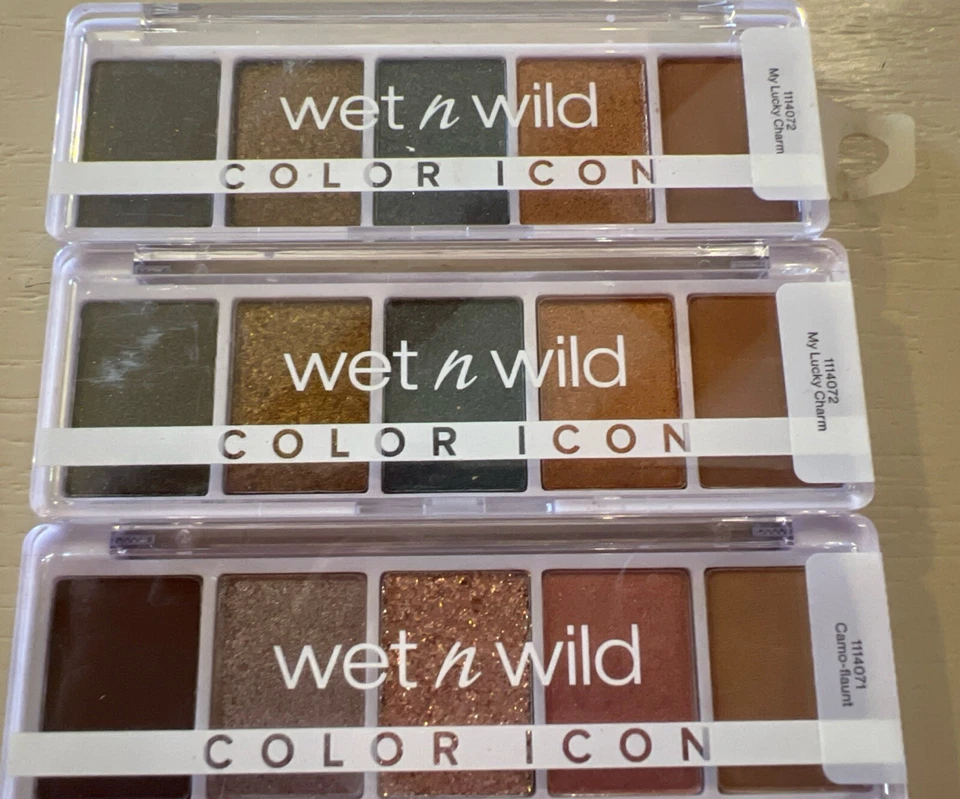 wet n wild
COLOR ICON
1114072
My Lucky Charm
wet n wild
COLOR ICON
1114072
My Lucky Charm
wet n wild
COLOR ICON
1114071
Camo-flaunt